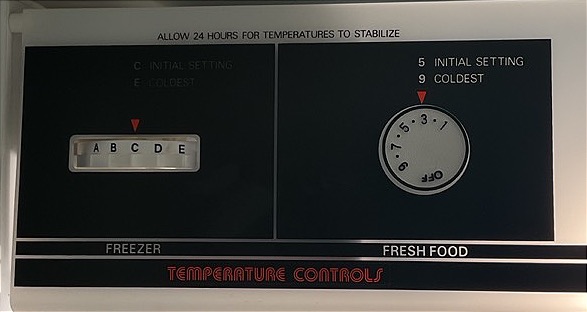 ALLOW 24 HOURS FOR TEMPERATURES TO STABILIZE
C INITIAL SETTING
E COLDEST
A B C D E
FREEZER
5 INITIAL SETTING
9 COLDEST
1 · 3 · 5 · 7 · 9
OFF
FRESH FOOD
TEMPERATURE CONTROLS